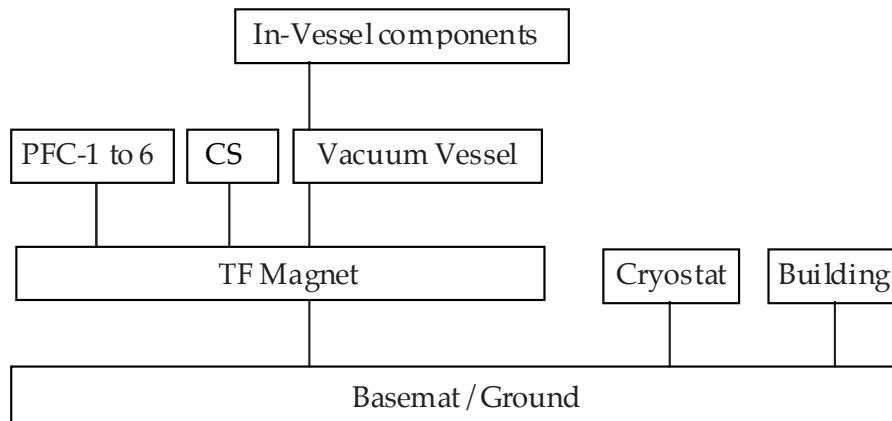 In-Vessel components
PFC-1 to 6
CS
Vacuum Vessel
TF Magnet
Cryostat
Building
Basemat / Ground